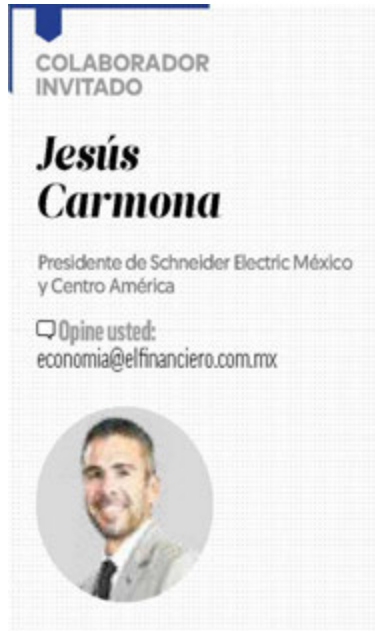 COLABORADOR
INVITADO
Jesús
Carmona
Presidente de Schneider Electric México
y Centro América
Opine usted:
economia@elfinanciero.com.mx